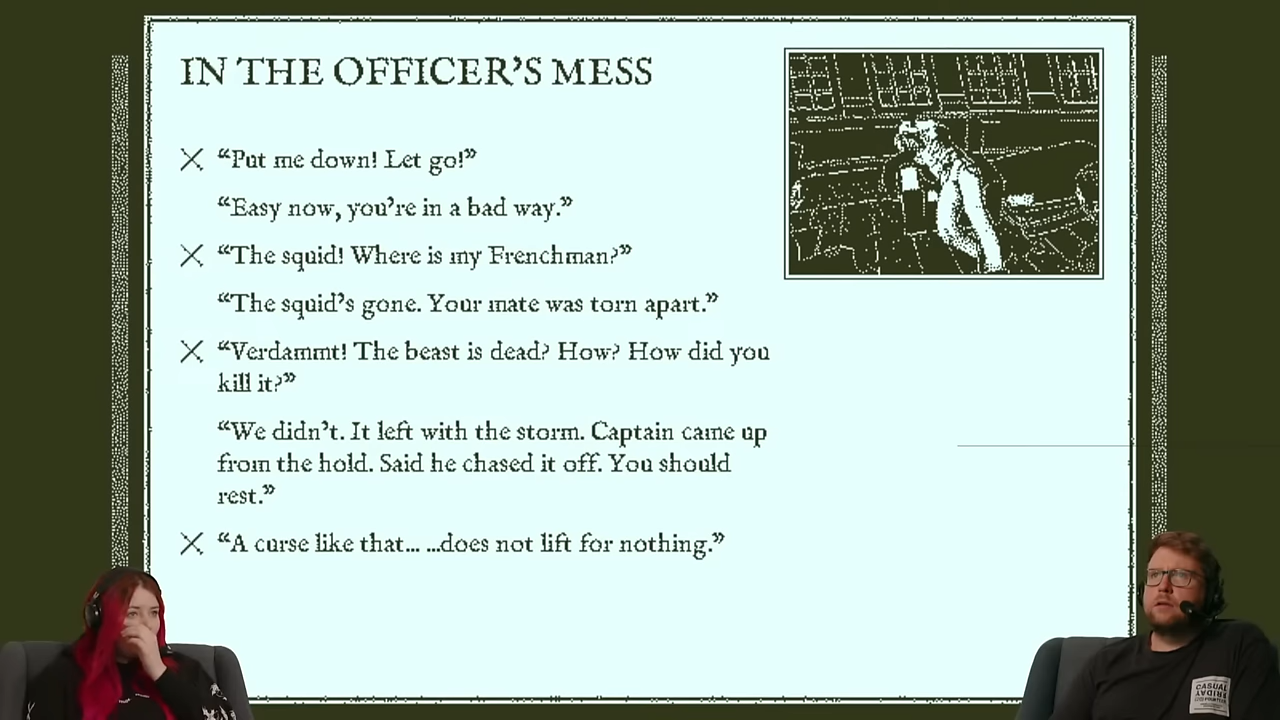 IN THE OFFICER'S MESS
“Put me down! Let go!”
“Easy now, you're in a bad way.”
“The squid! Where is my Frenchman?”
“The squid's gone. Your mate was torn apart.”
“Verdammt! The beast is dead? How? How did you
kill it?”
“We didn't. It left with the storm. Captain came up
from the hold. Said he chased it off. You should
rest.”
“A curse like that... ...does not lift for nothing.”
CASUAL
FRIDAY